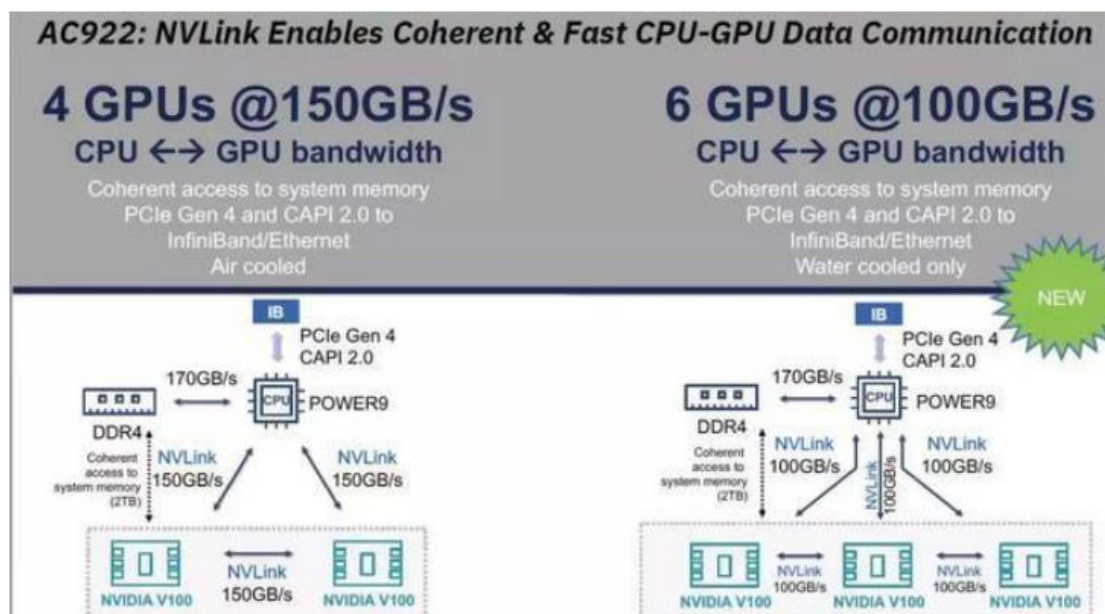 AC922: NVLink Enables Coherent & Fast CPU-GPU Data Communication
4 GPUs @150GB/s
CPU ←→ GPU bandwidth
Coherent access to system memory
PCIe Gen 4 and CAPI 2.0 to
InfiniBand/Ethernet
Air cooled
6 GPUs @100GB/s
CPU ←→ GPU bandwidth
Coherent access to system memory
PCIe Gen 4 and CAPI 2.0 to
InfiniBand/Ethernet
Water cooled only
NEW
IB
PCIe Gen 4
CAPI 2.0
170GB/s
CPU
POWER9
DDR4
Coherent
access to
system memory
(2TB)
NVLink
150GB/s
NVLink
150GB/s
NVLink
150GB/s
NVIDIA V100
NVIDIA V100
IB
PCIe Gen 4
CAPI 2.0
170GB/s
CPU
POWER9
DDR4
Coherent
access to
system memory
(2TB)
NVLink
100GB/s
NVLink
100GB/s
NVLink
100GB/s
NVLink
100GB/s
NVLink
100GB/s
NVIDIA V100
NVIDIA V100
NVIDIA V100